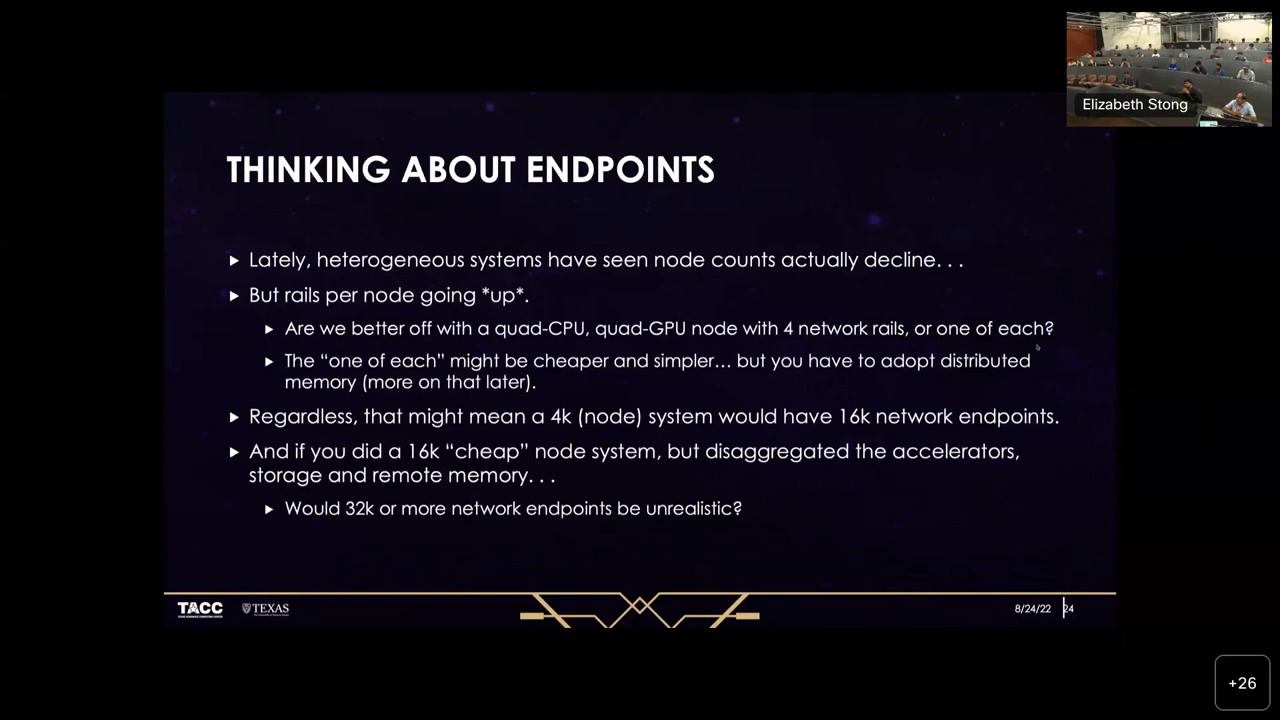 Elizabeth Stong
THINKING ABOUT ENDPOINTS
Lately, heterogeneous systems have seen node counts actually decline. . .
But rails per node going *up*.
Are we better off with a quad-CPU, quad-GPU node with 4 network rails, or one of each?
The “one of each” might be cheaper and simpler... but you have to adopt distributed
memory (more on that later).
Regardless, that might mean a 4k (node) system would have 16k network endpoints.
And if you did a 16k “cheap” node system, but disaggregated the accelerators,
storage and remote memory. . .
Would 32k or more network endpoints be unrealistic?
TACC
TEXAS ADVANCED COMPUTING CENTER
TEXAS
8/24/22
24
+26